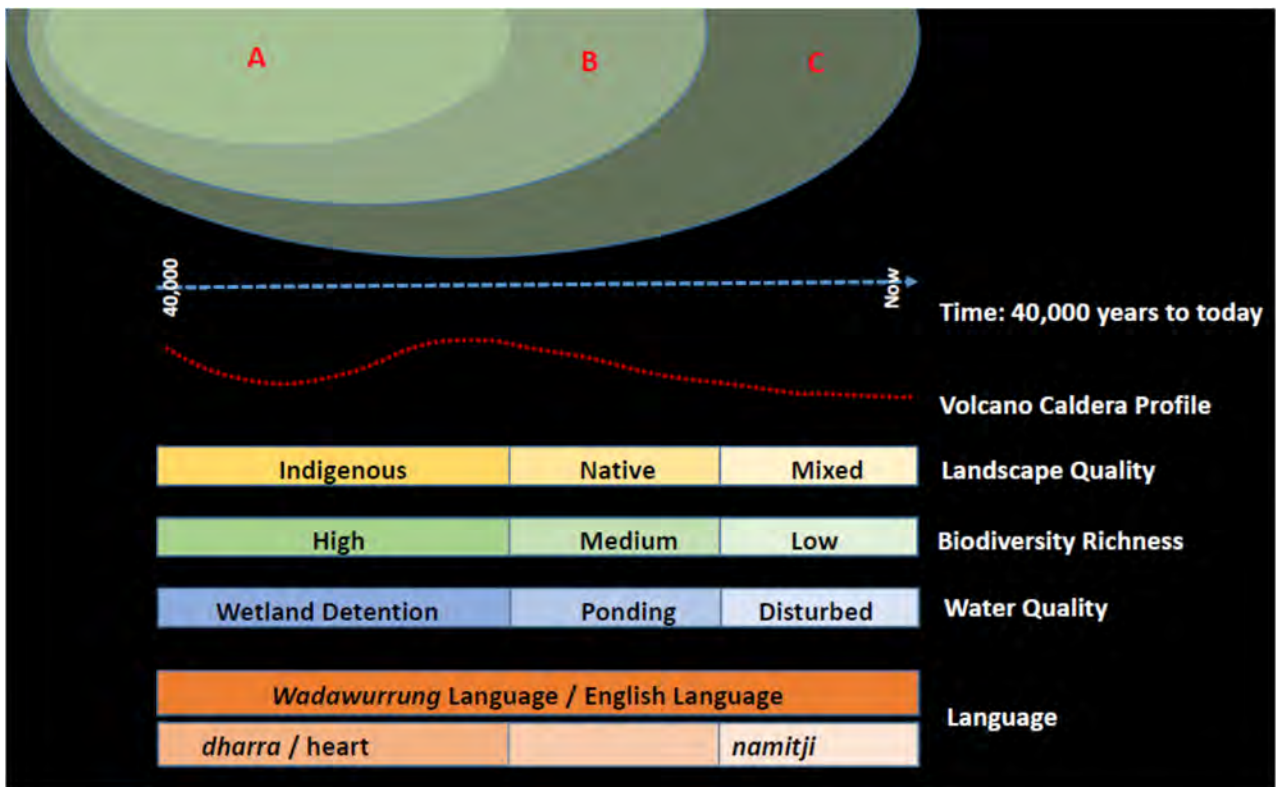 A B C
40,000
Now
Time: 40,000 years to today
Volcano Caldera Profile
Indigenous Native Mixed Landscape Quality
High Medium Low Biodiversity Richness
Wetland Detention Ponding Disturbed Water Quality
Wadawurrung Language / English Language
Language
dharra / heart namitji